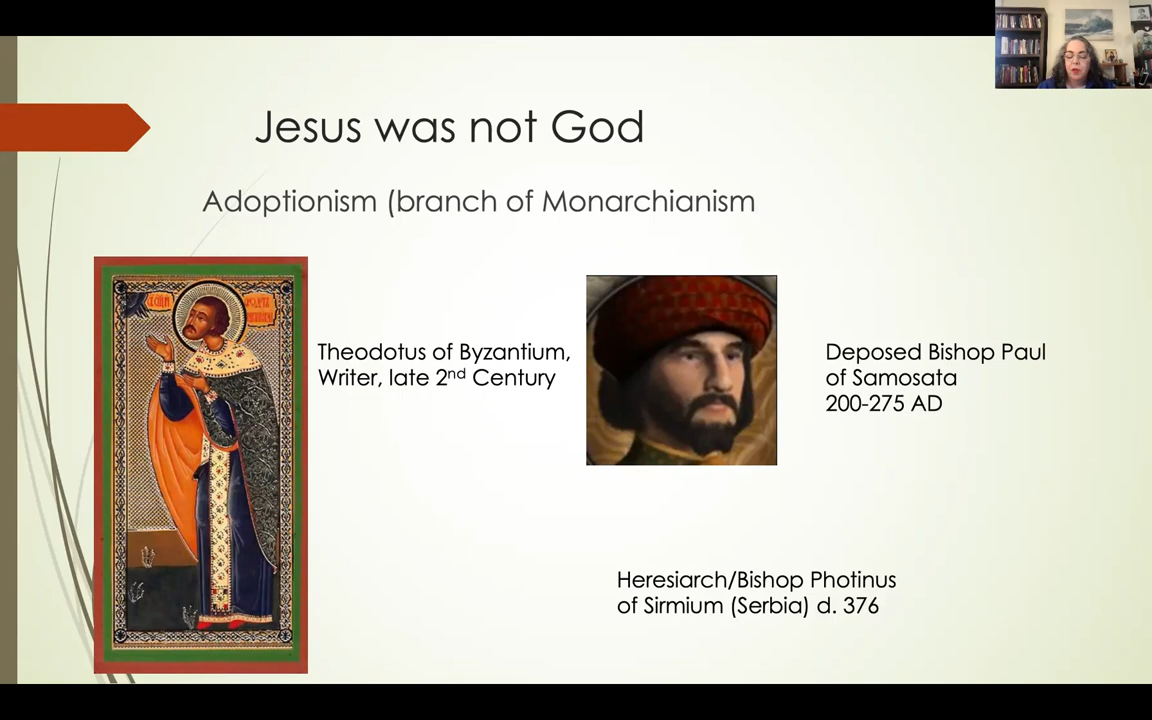 Jesus was not God
Adoptionism (branch of Monarchianism
Theodotus of Byzantium,
Writer, late 2nd Century
Deposed Bishop Paul
of Samosata
200-275 AD
Heresiarch/Bishop Photinus
of Sirmium (Serbia) d. 376